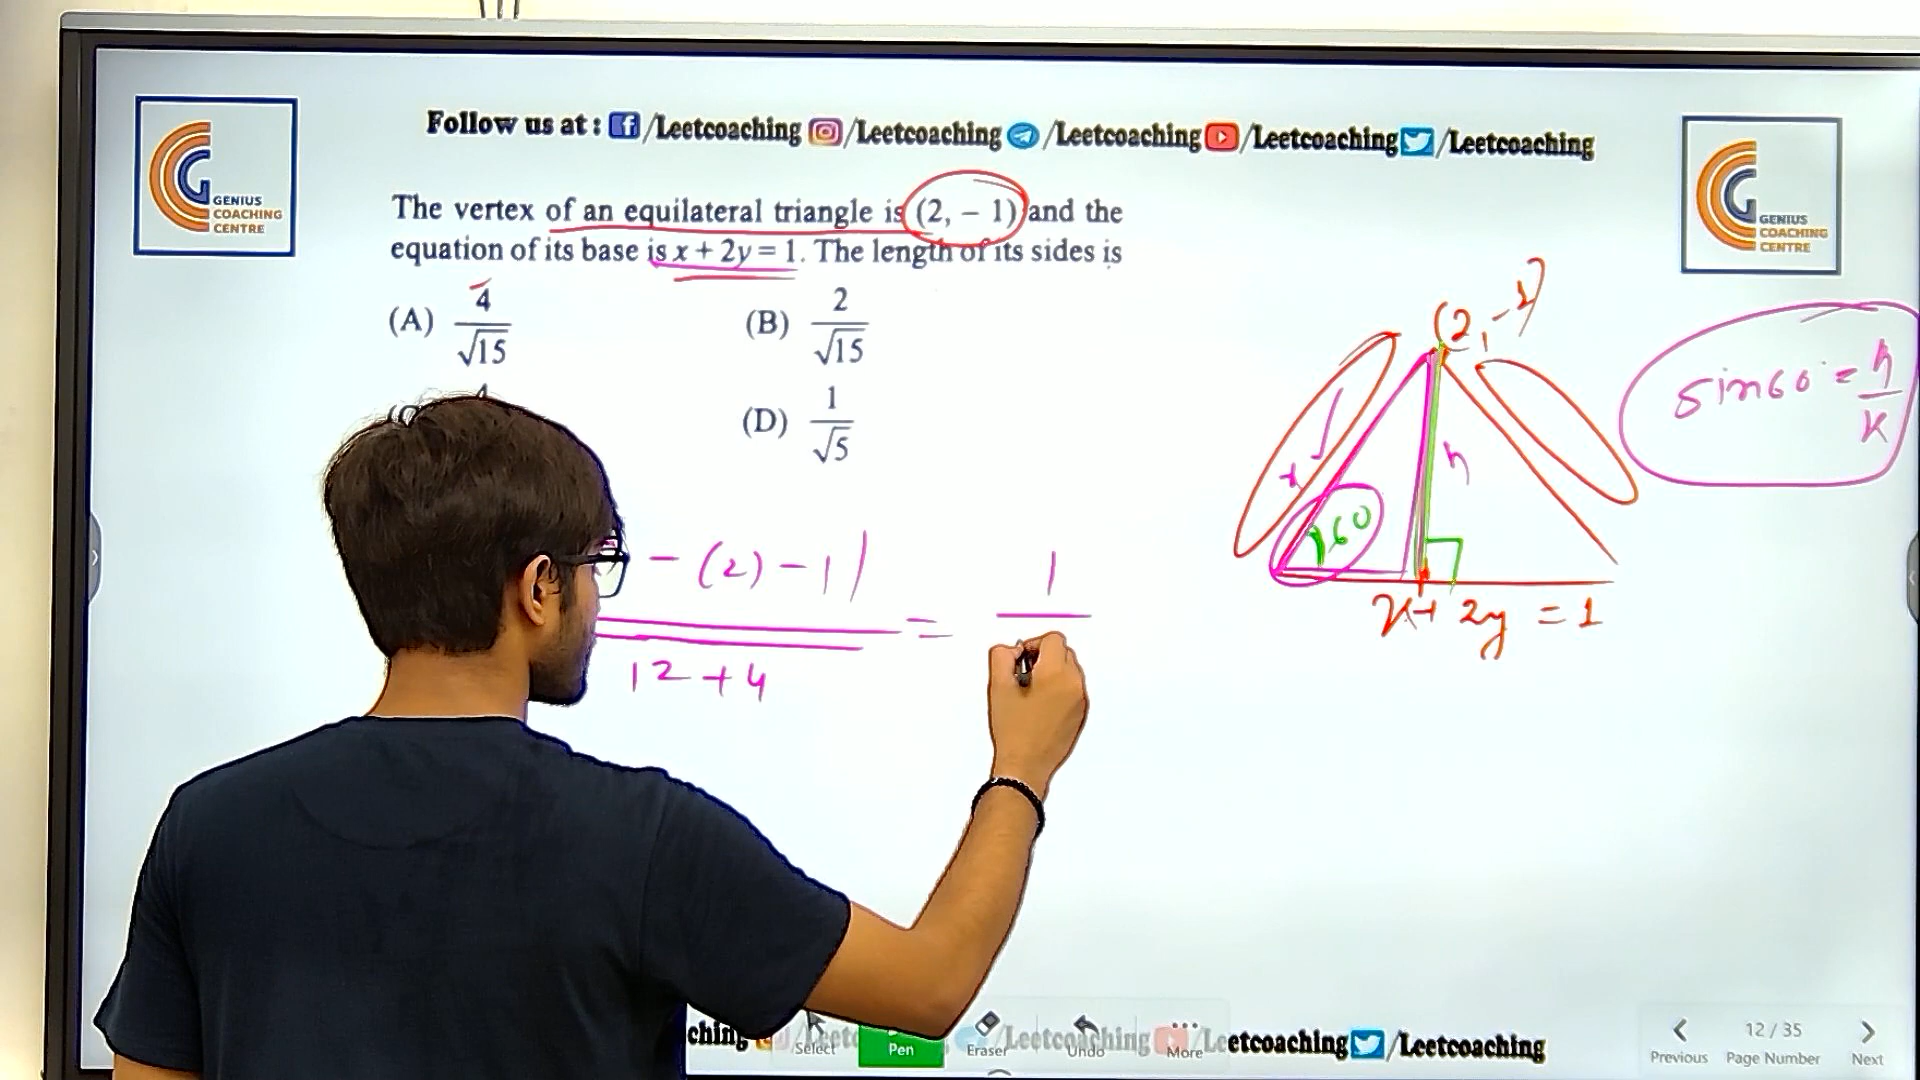 Follow us at : /Leetcoaching /Leetcoaching /Leetcoaching /Leetcoaching /Leetcoaching
GENIUS
COACHING
CENTRE
GENIUS
COACHING
CENTRE
The vertex of an equilateral triangle is (2, – 1) and the
equation of its base is x + 2y = 1. The length of its sides is
(A) 4/√15
(B) 2/√15
(D) 1/√5
(2, -1)
sin60° = h/x
x
h
60
x + 2y = 1
- (2) - 1|
12 + 4
=
1
ching /Leetcoaching /Leetcoaching /Leetcoaching
Select
Pen
Eraser
Undo
More
Previous
12 / 35
Page Number
Next